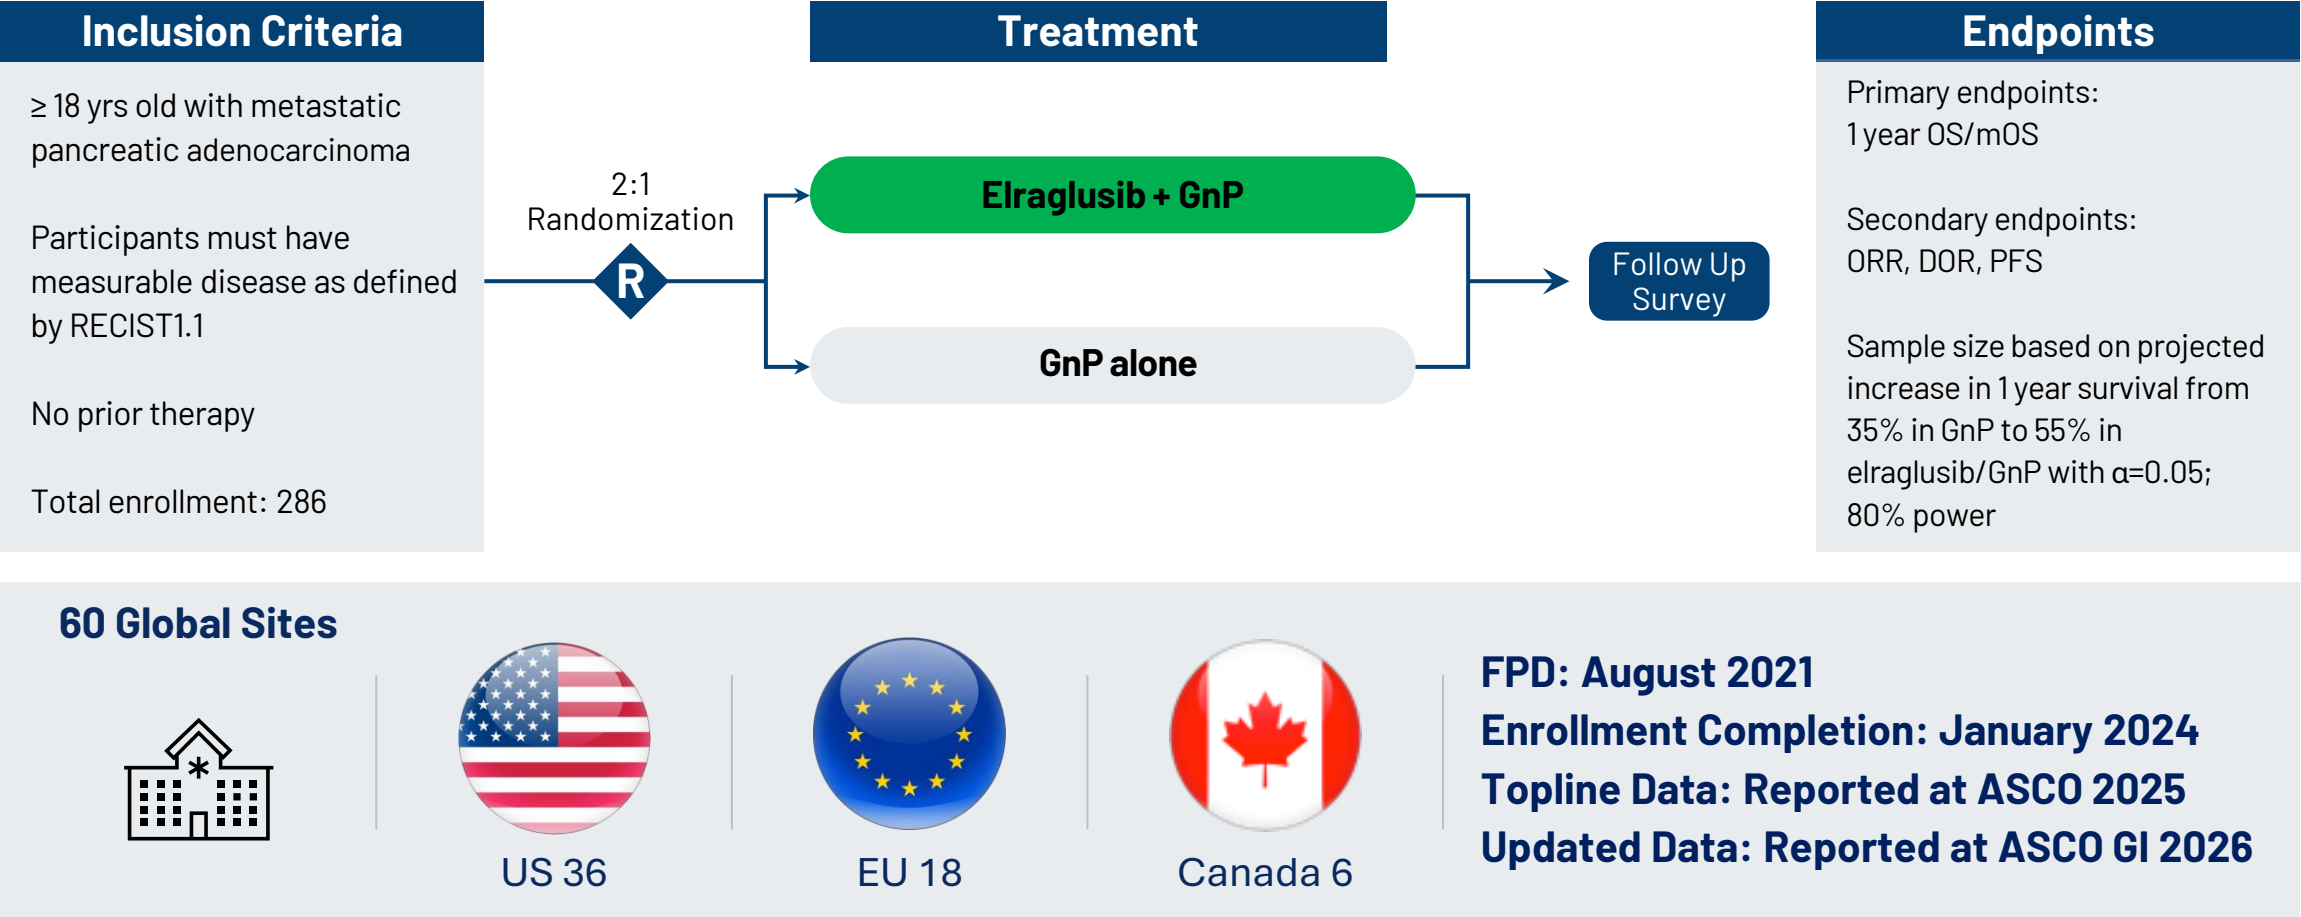 Inclusion Criteria
≥ 18 yrs old with metastatic
pancreatic adenocarcinoma
Participants must have
measurable disease as defined
by RECIST1.1
No prior therapy
Total enrollment: 286
2:1
Randomization
R
Treatment
Elraglusib + GnP
GnP alone
Follow Up
Survey
Endpoints
Primary endpoints:
1 year OS/mOS
Secondary endpoints:
ORR, DOR, PFS
Sample size based on projected
increase in 1 year survival from
35% in GnP to 55% in
elraglusib/GnP with α=0.05;
80% power
60 Global Sites
US 36
EU 18
Canada 6
FPD: August 2021
Enrollment Completion: January 2024
Topline Data: Reported at ASCO 2025
Updated Data: Reported at ASCO GI 2026